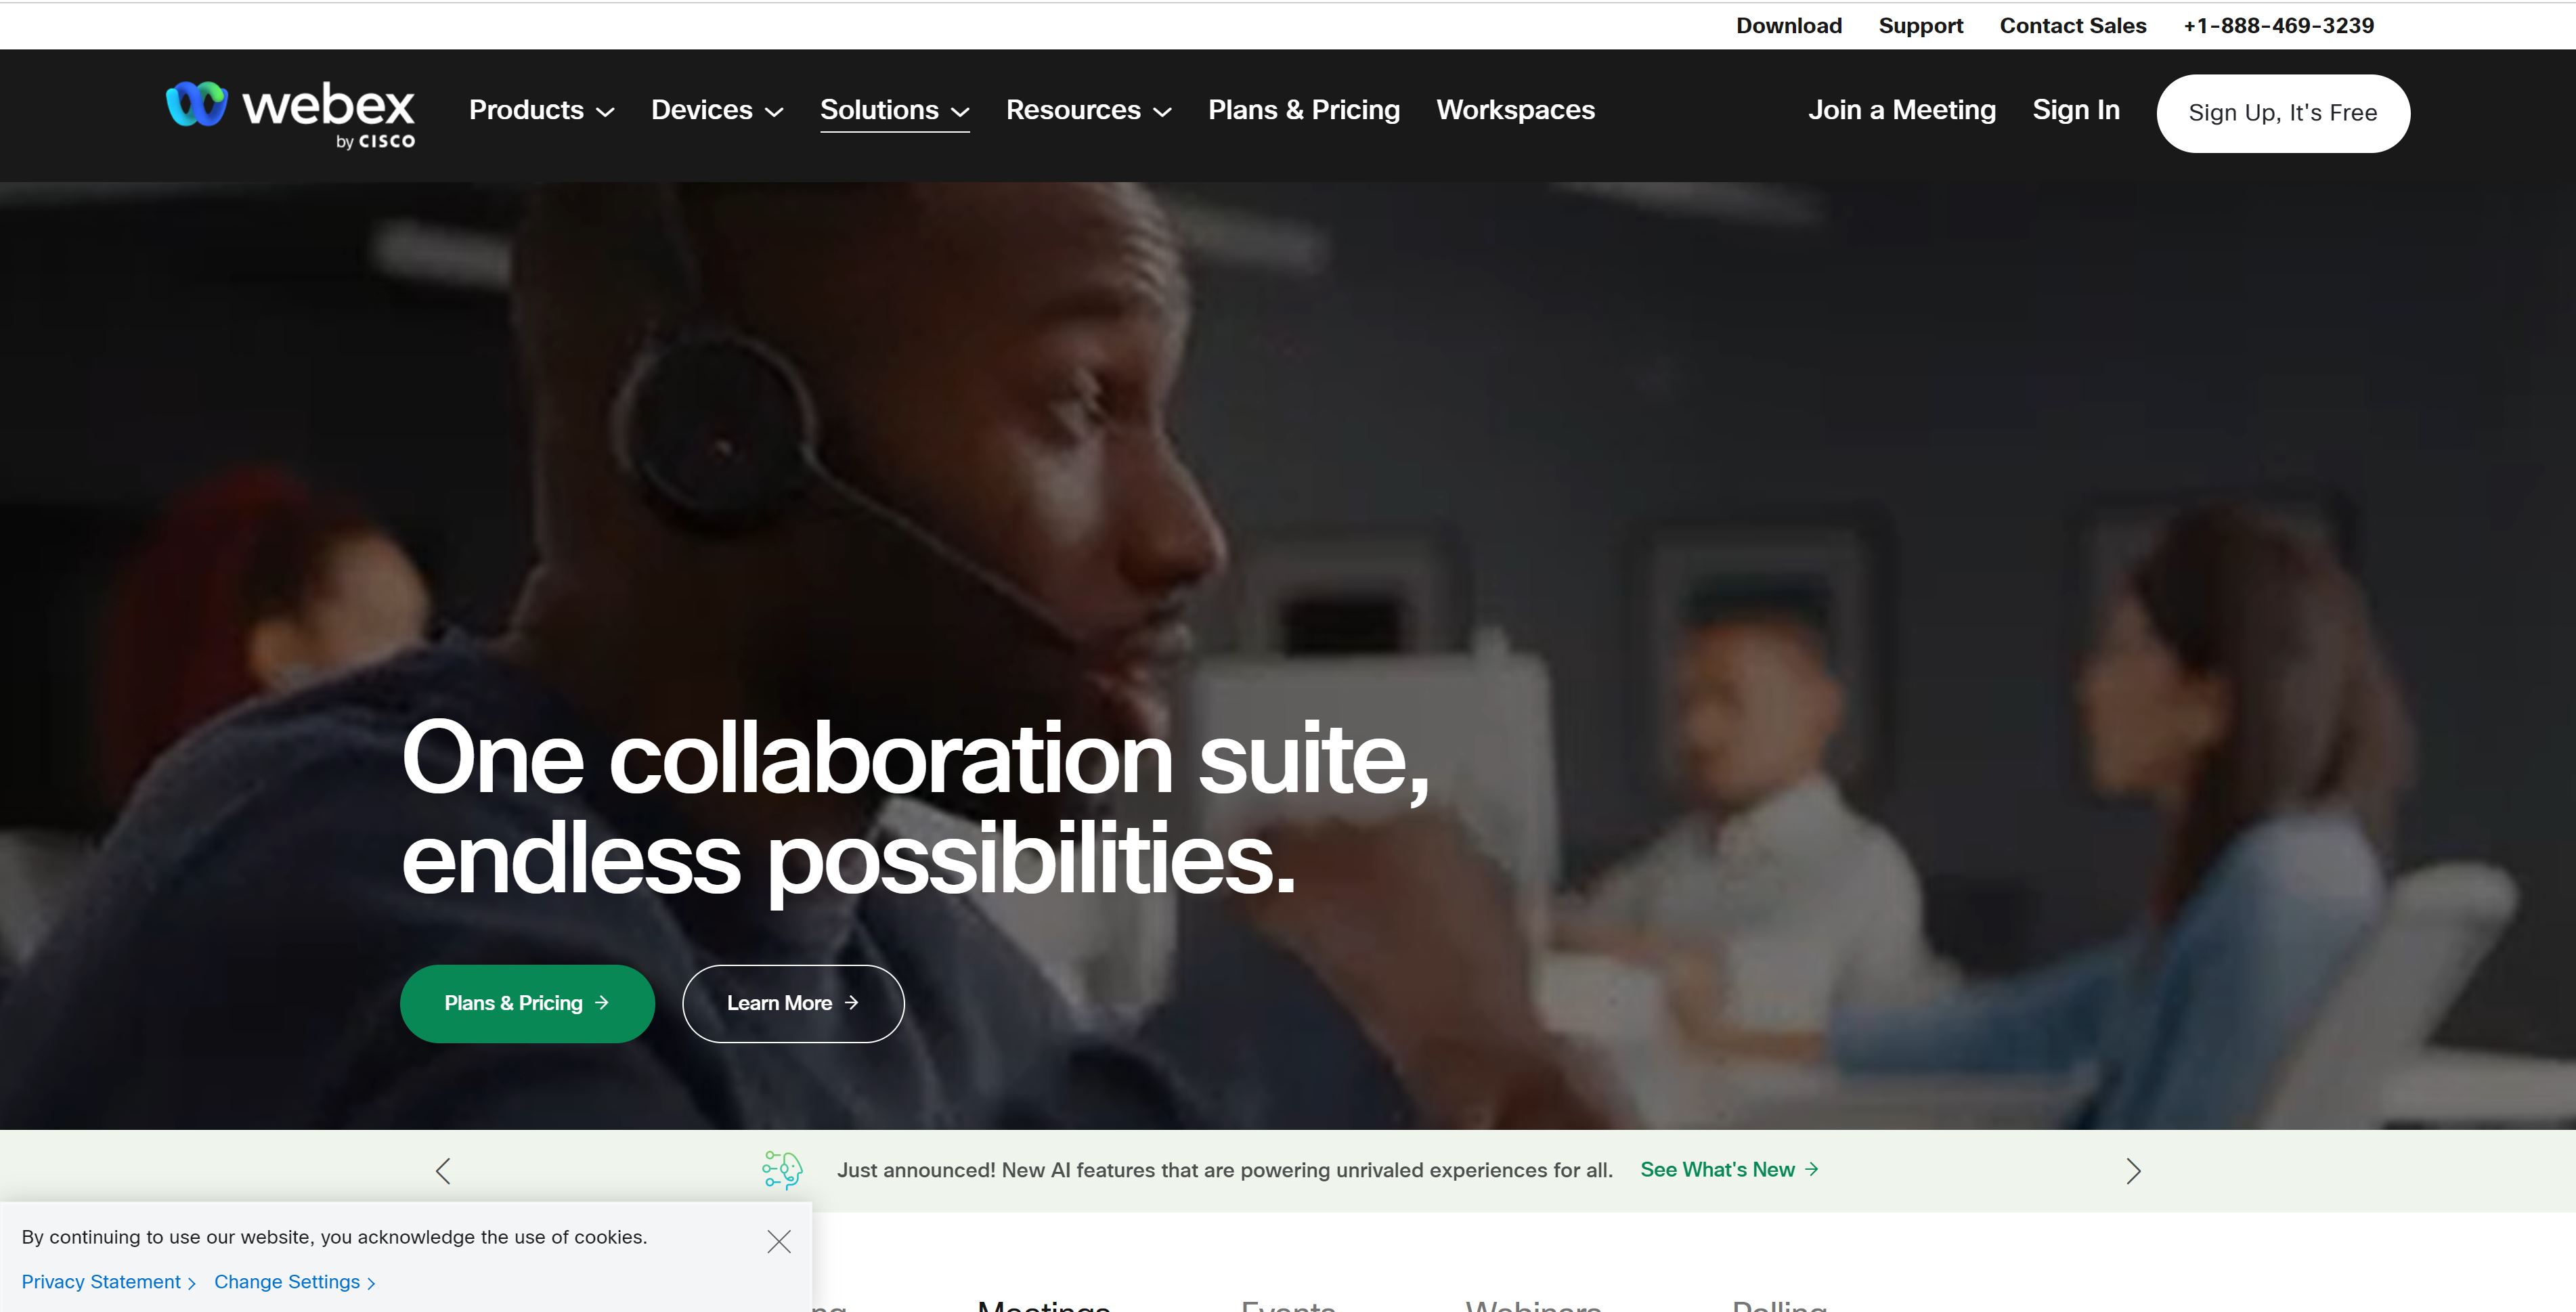 Download Support Contact Sales +1-888-469-3239
webex Products Devices Solutions Resources Plans & Pricing Workspaces Join a Meeting Sign In Sign Up, It's Free
by CISCO
One collaboration suite,
endless possibilities.
Plans & Pricing Learn More
Just announced! New AI features that are powering unrivaled experiences for all. See What's New
By continuing to use our website, you acknowledge the use of cookies.
Privacy Statement Change Settings
Meetings Events Webinars Polling